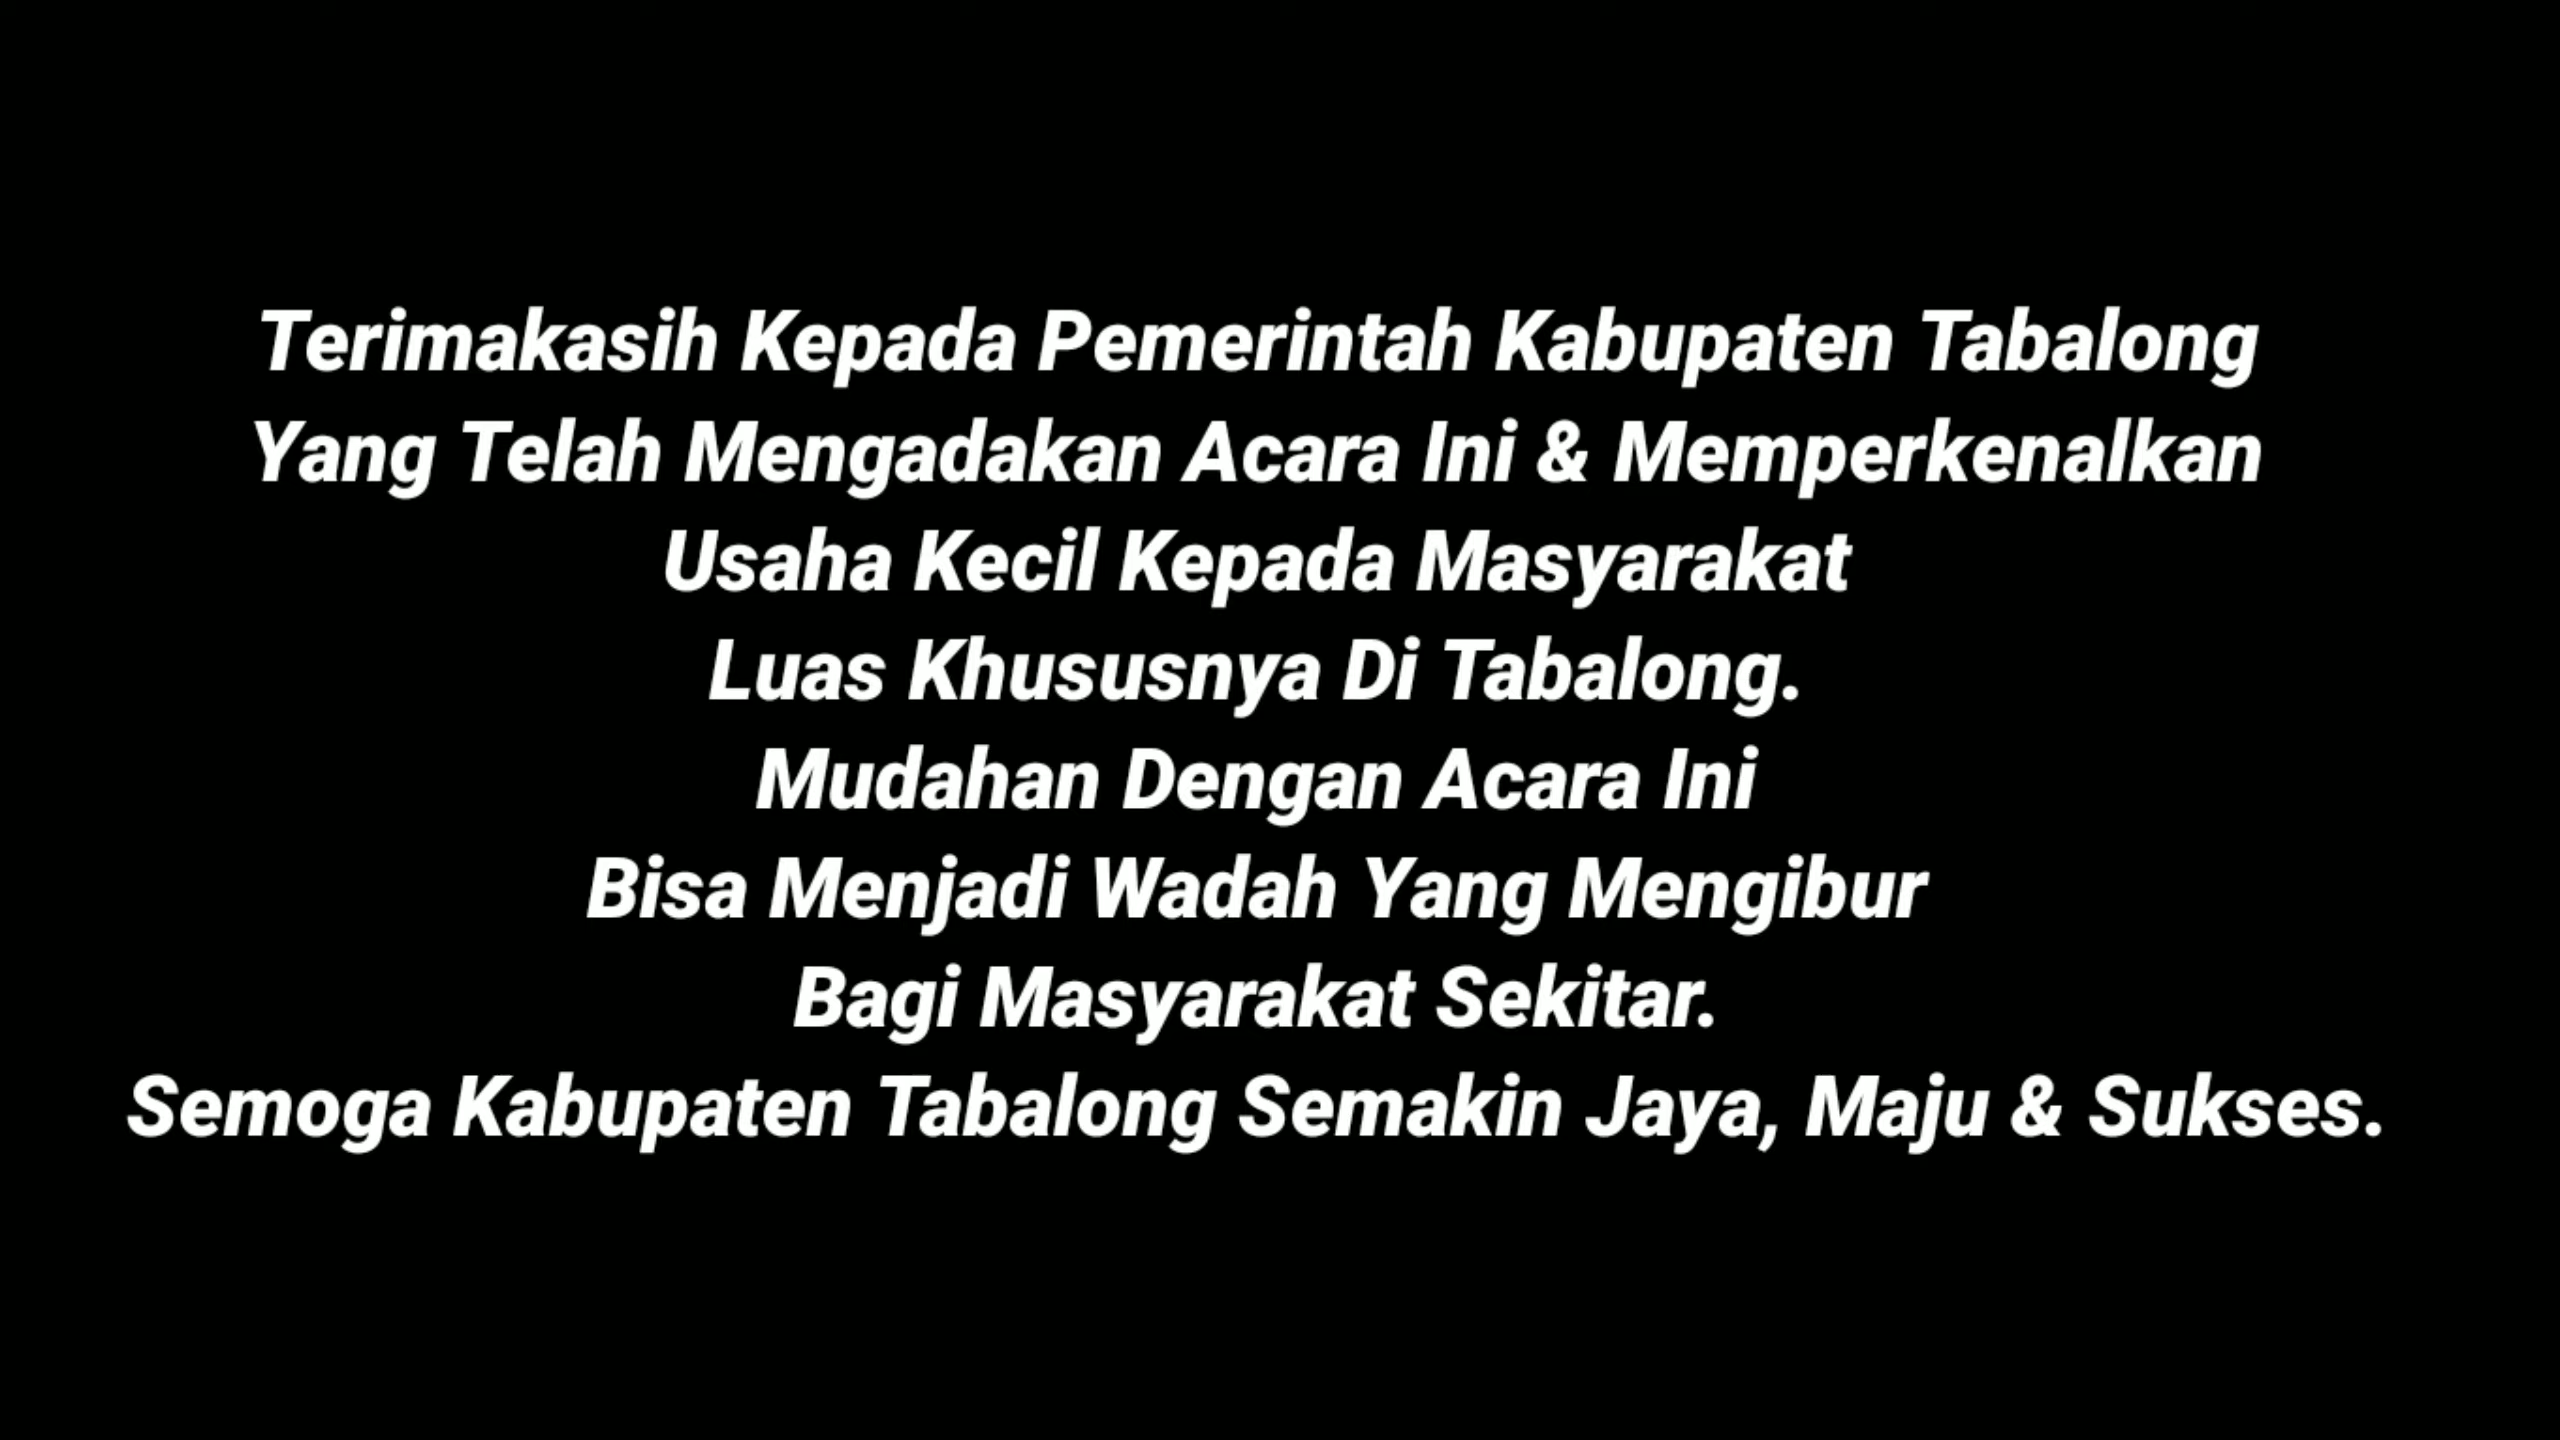 Terimakasih Kepada Pemerintah Kabupaten Tabalong
Yang Telah Mengadakan Acara Ini & Memperkenalkan
Usaha Kecil Kepada Masyarakat
Luas Khususnya Di Tabalong.
Mudahan Dengan Acara Ini
Bisa Menjadi Wadah Yang Mengibur
Bagi Masyarakat Sekitar.
Semoga Kabupaten Tabalong Semakin Jaya, Maju & Sukses.